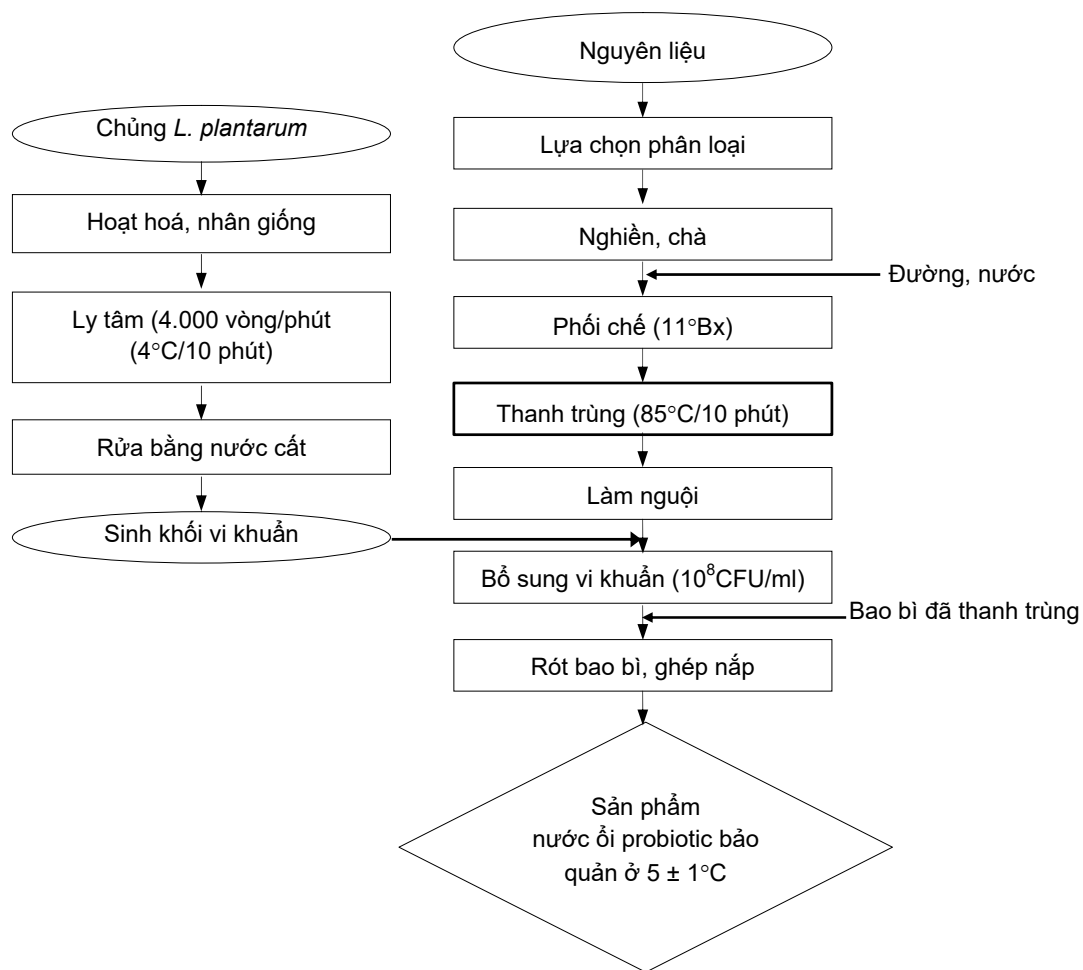 Nguyên liệu
Chủng L. plantarum
Lựa chọn phân loại
Hoạt hoá, nhân giống
Nghiền, chà
Đường, nước
Ly tâm (4.000 vòng/phút
(4°C/10 phút)
Phối chế (11°Bx)
Thanh trùng (85°C/10 phút)
Rửa bằng nước cất
Làm nguội
Sinh khối vi khuẩn
Bổ sung vi khuẩn (10⁸CFU/ml)
Bao bì đã thanh trùng
Rót bao bì, ghép nắp
Sản phẩm
nước ổi probiotic bảo
quản ở 5 ± 1°C